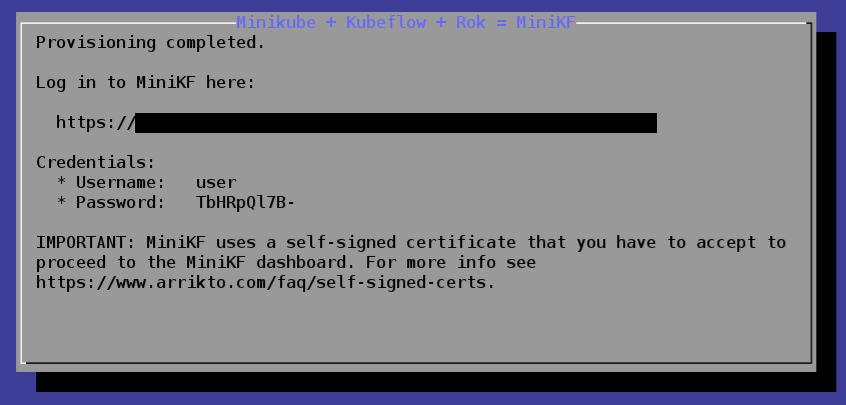 Minikube + Kubeflow + Rok = MiniKF
Provisioning completed.
Log in to MiniKF here:
https://
Credentials:
* Username: user
* Password: TbHRpQl7B-
IMPORTANT: MiniKF uses a self-signed certificate that you have to accept to
proceed to the MiniKF dashboard. For more info see
https://www.arrikto.com/faq/self-signed-certs.